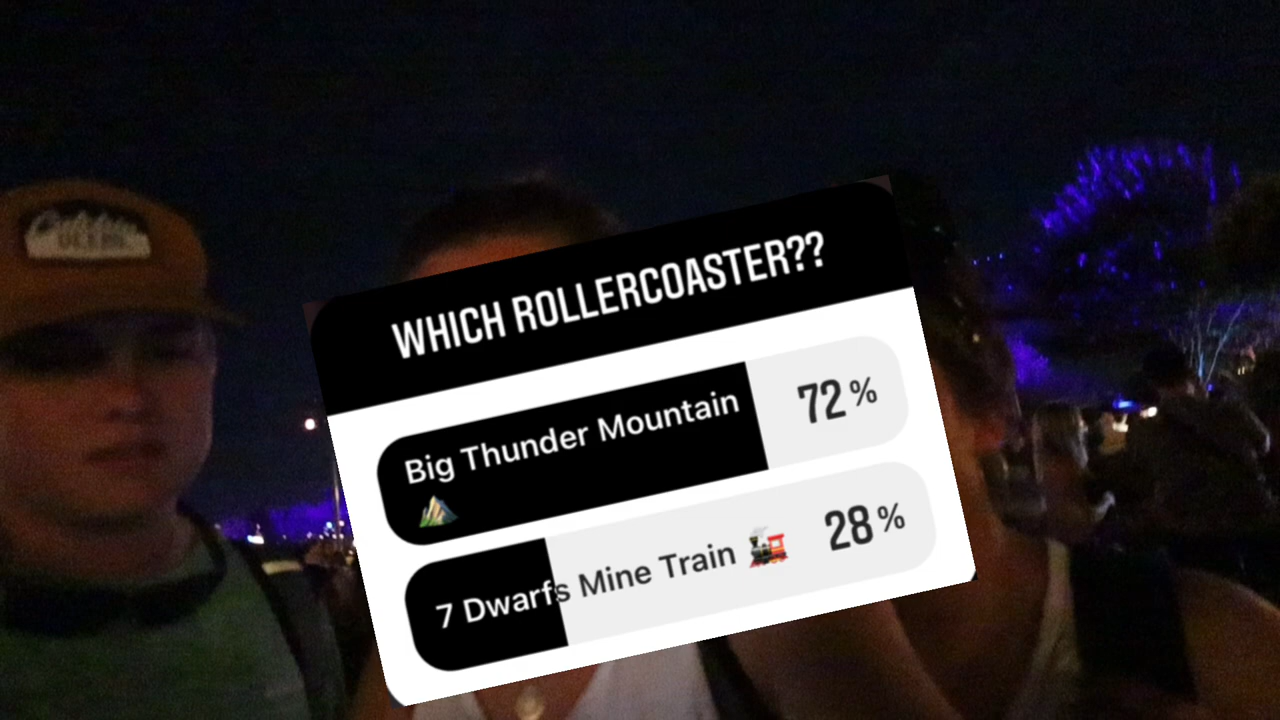 WHICH ROLLERCOASTER??
Big Thunder Mountain
⛰️
72%
7 Dwarfs Mine Train 🚂
28%